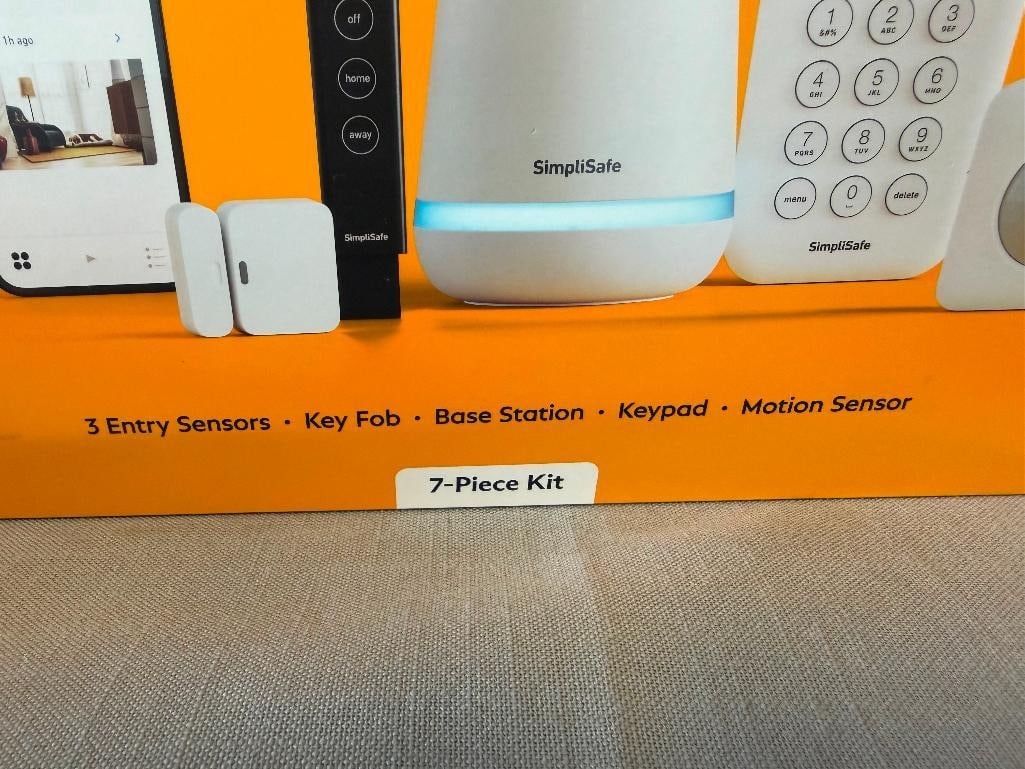 1h ago
off
home
away
SimpliSafe
SimpliSafe
1 2 3
&#% ABC DEF
4 5 6
GHI JKL MNO
7 8 9
PQRS TUV WXYZ
menu 0 delete
SimpliSafe
3 Entry Sensors • Key Fob • Base Station • Keypad • Motion Sensor
7-Piece Kit